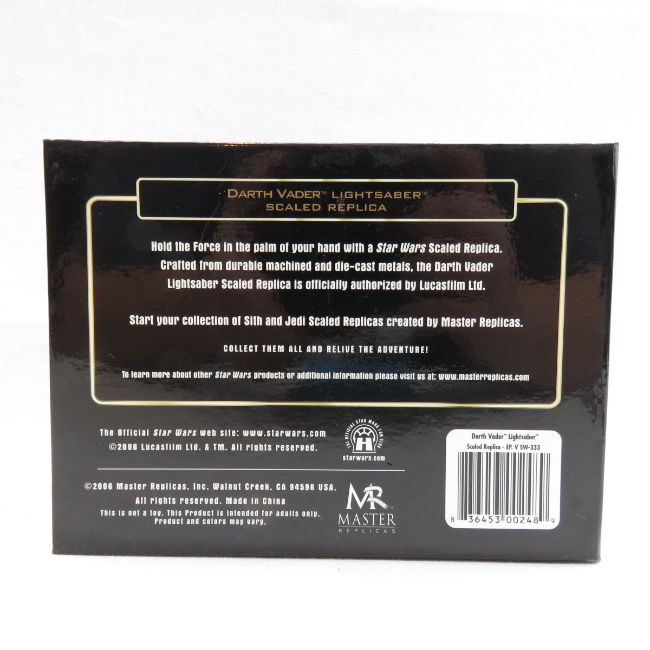 DARTH VADER™ LIGHTSABER™
SCALED REPLICA
Hold the Force in the palm of your hand with a Star Wars Scaled Replica.
Crafted from durable machined and die-cast metals, the Darth Vader
Lightsaber Scaled Replica is officially authorized by Lucasfilm Ltd.
Start your collection of Sith and Jedi Scaled Replicas created by Master Replicas.
COLLECT THEM ALL AND RELIVE THE ADVENTURE!
To learn more about other Star Wars products or additional information please visit us at: www.masterreplicas.com
The Official Star Wars web site: www.starwars.com
©2006 Lucasfilm Ltd. & TM. All rights reserved.
THE OFFICIAL STAR WARS FAN CLUB
starwars.com
©2006 Master Replicas, Inc. Walnut Creek, CA 94596 USA.
All rights reserved. Made in China
This is not a toy. This Product is intended for adults only.
Product and colors may vary.
MR
MASTER
REPLICAS
Darth Vader™ Lightsaber™
Scaled Replica - EP. V SW-333
8 36453 00248 9